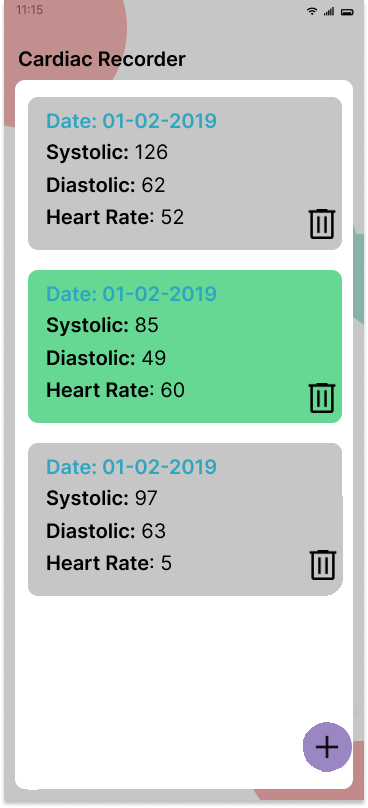 11:15
Cardiac Recorder
Date: 01-02-2019
Systolic: 126
Diastolic: 62
Heart Rate: 52
Date: 01-02-2019
Systolic: 85
Diastolic: 49
Heart Rate: 60
Date: 01-02-2019
Systolic: 97
Diastolic: 63
Heart Rate: 5